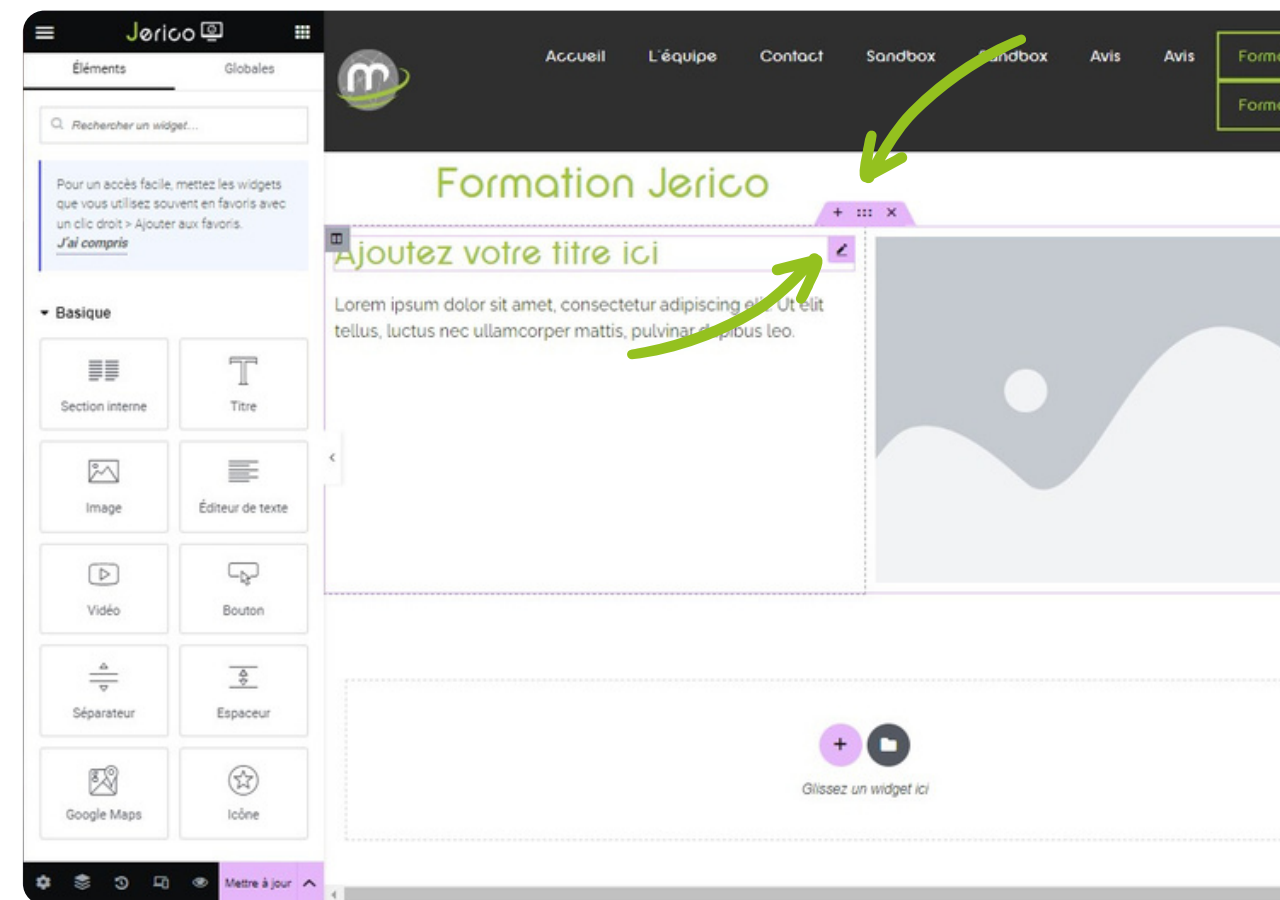 Jerico
Éléments
Globales
Rechercher un widget...
Pour un accès facile, mettez les widgets
que vous utilisez souvent en favoris avec
un clic droit > Ajouter aux favoris.
J'ai compris
Basique
Section interne
Titre
Image
Éditeur de texte
Vidéo
Bouton
Séparateur
Espaceur
Google Maps
Icône
Mettre à jour
m
Accueil L'équipe Contact Sandbox Sandbox Avis Avis
Formation Jerico
Ajoutez votre titre ici
Lorem ipsum dolor sit amet, consectetur adipiscing elit. Ut elit
tellus, luctus nec ullamcorper mattis, pulvinar dapibus leo.
Glissez un widget ici